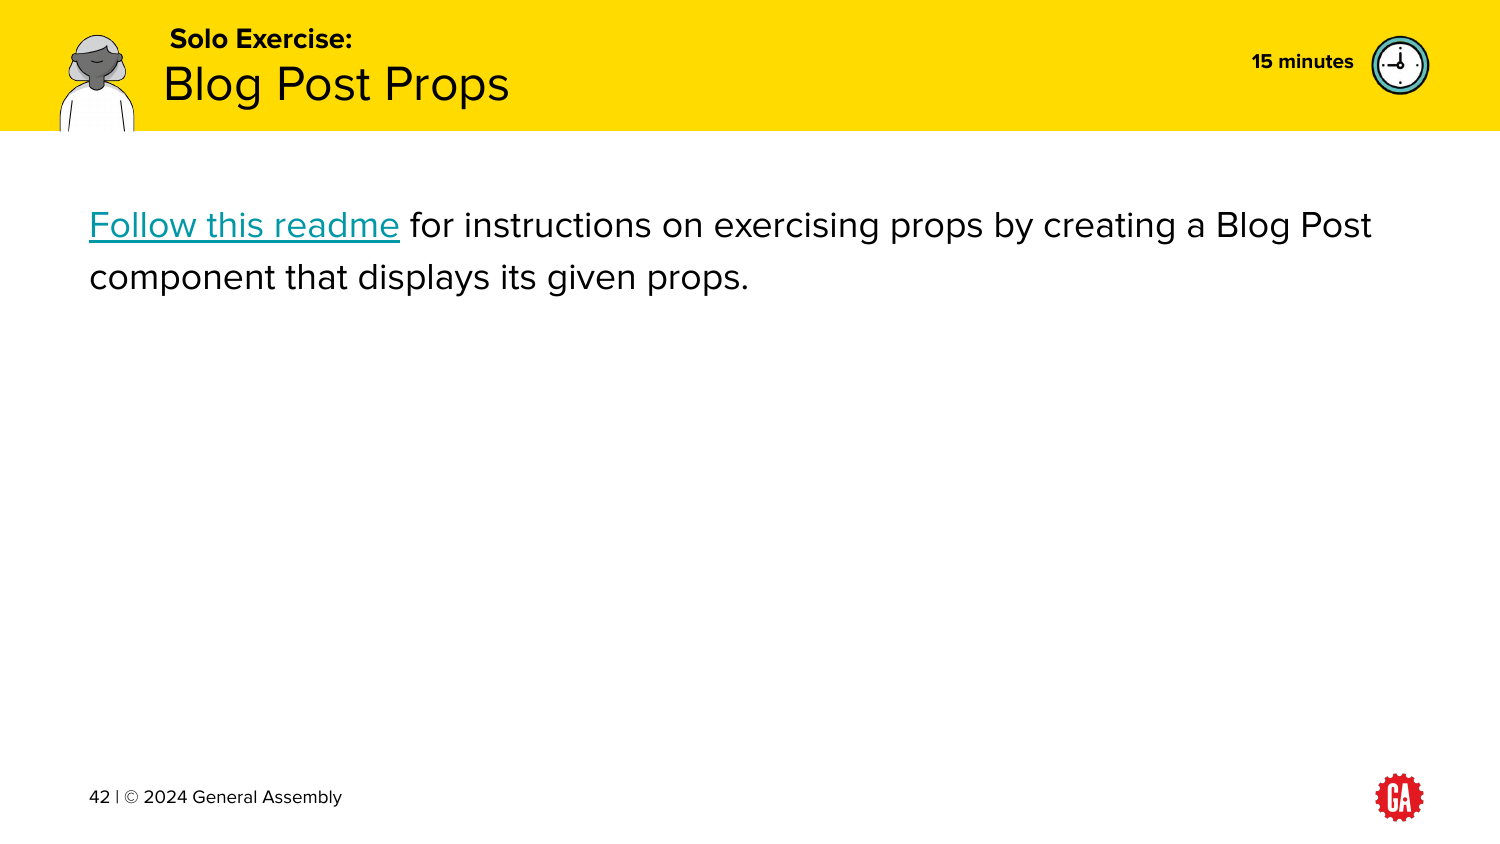 Solo Exercise:
Blog Post Props
15 minutes
Follow this readme for instructions on exercising props by creating a Blog Post
component that displays its given props.
42 | © 2024 General Assembly
GA